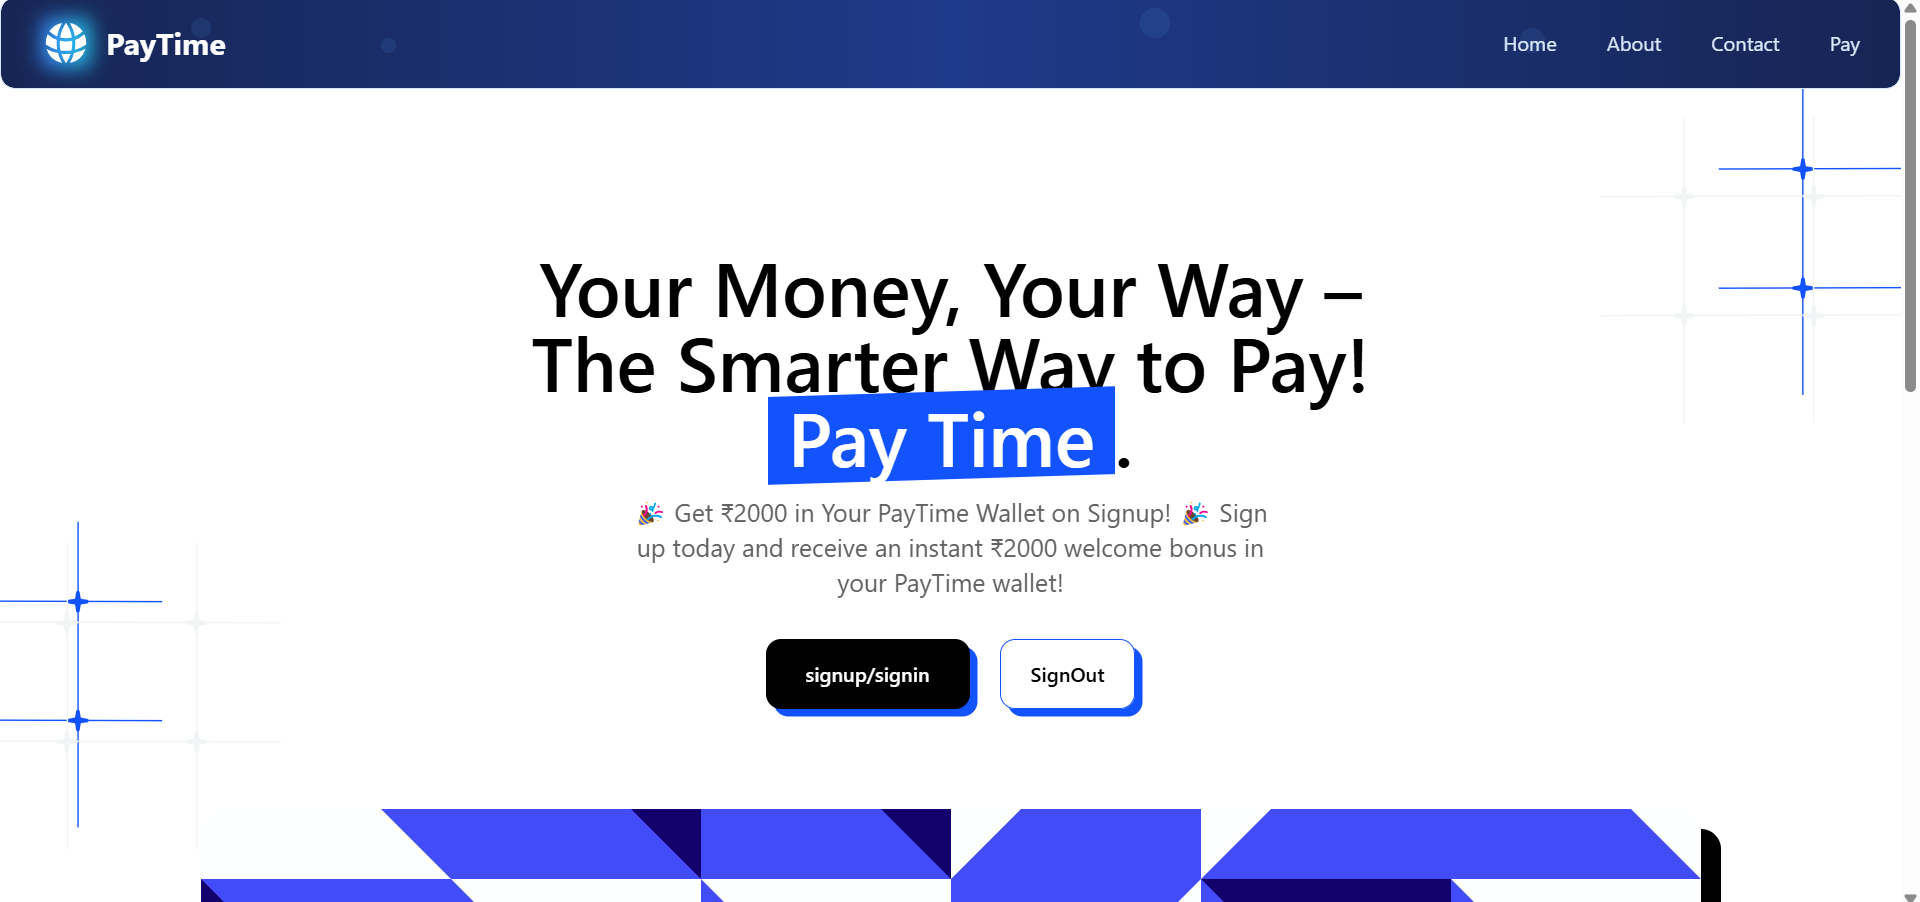 PayTime
Home
About
Contact
Pay
Your Money, Your Way –
The Smarter Way to Pay!
Pay Time .
🎉 Get ₹2000 in Your PayTime Wallet on Signup! 🎉 Sign
up today and receive an instant ₹2000 welcome bonus in
your PayTime wallet!
signup/signin
SignOut